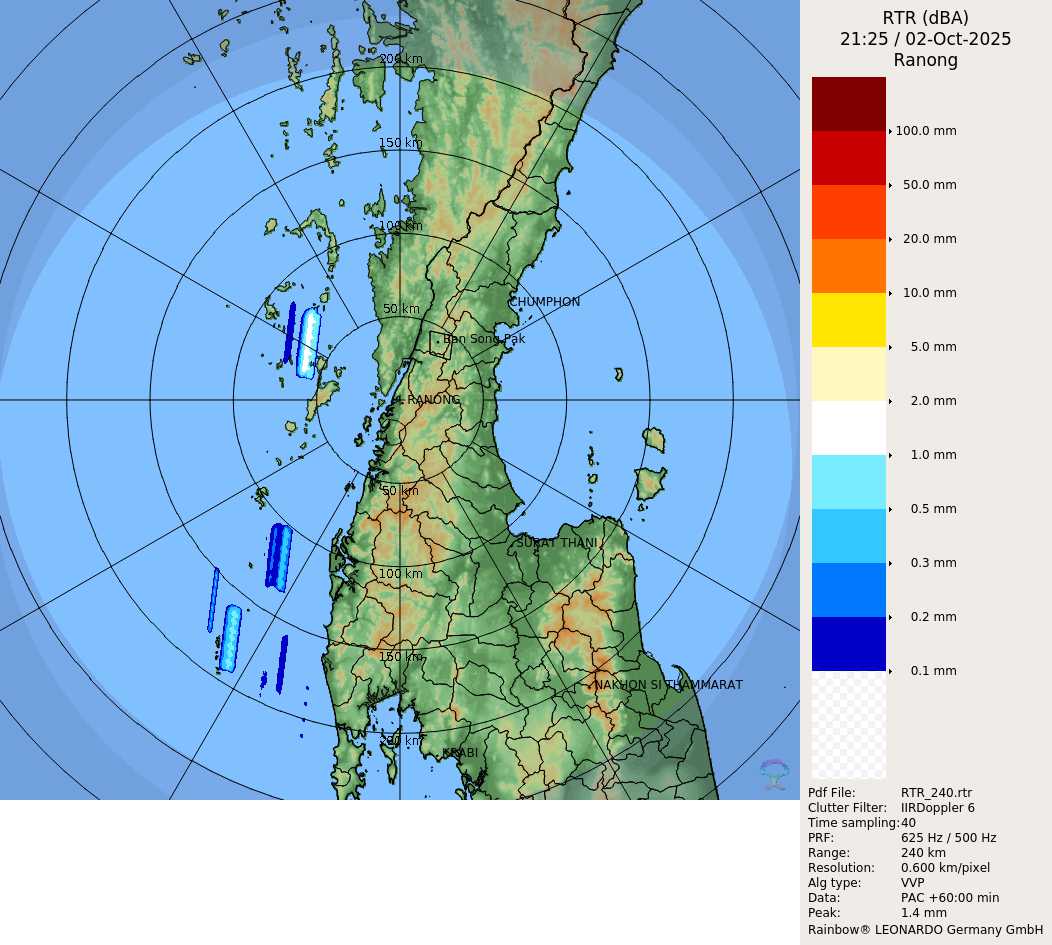 RTR (dBA)
21:25 / 02-Oct-2025
Ranong
200 km
150 km
100 km
50 km
CHUMPHON
Ban Song Pak
RANONG
50 km
SURAT THANI
100 km
150 km
NAKHON SI THAMMARAT
200 km
KRABI
100.0 mm
50.0 mm
20.0 mm
10.0 mm
5.0 mm
2.0 mm
1.0 mm
0.5 mm
0.3 mm
0.2 mm
0.1 mm
Pdf File: RTR_240.rtr
Clutter Filter: IIRDoppler 6
Time sampling:40
PRF: 625 Hz / 500 Hz
Range: 240 km
Resolution: 0.600 km/pixel
Alg type: VVP
Data: PAC +60:00 min
Peak: 1.4 mm
Rainbow® LEONARDO Germany GmbH